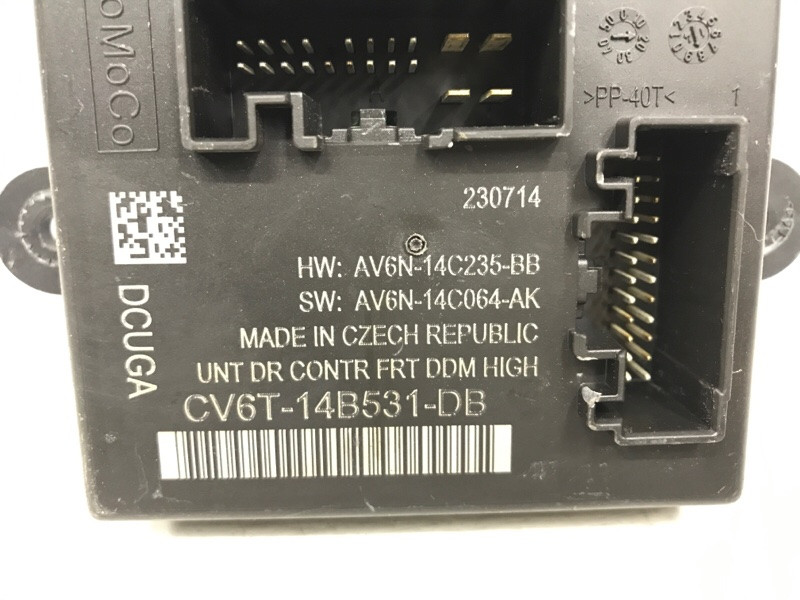 oMoCo
>PP-40T< 1
230714
HW: AV6N-14C235-BB
SW: AV6N-14C064-AK
MADE IN CZECH REPUBLIC
UNT DR CONTR FRT DDM HIGH
CV6T-14B531-DB
DCUGA